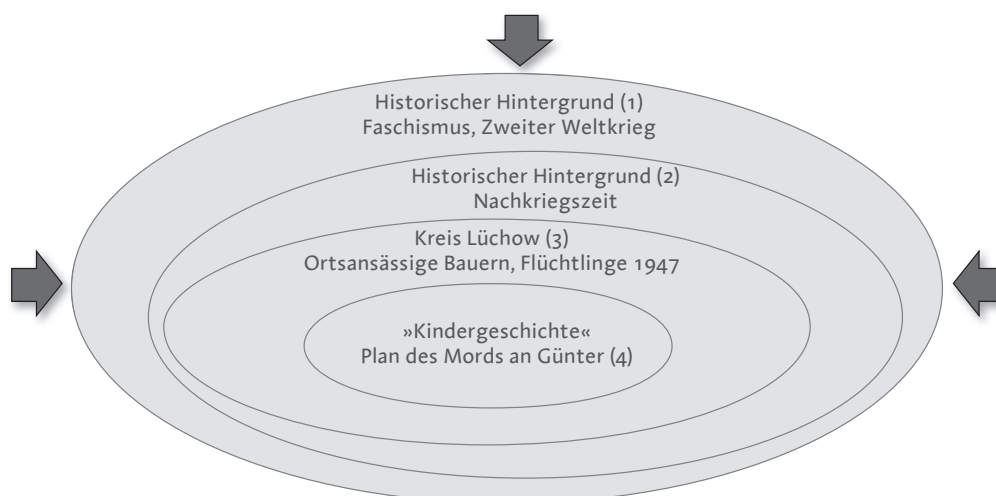 Historischer Hintergrund (1)
Faschismus, Zweiter Weltkrieg
Historischer Hintergrund (2)
Nachkriegszeit
Kreis Lüchow (3)
Ortsansässige Bauern, Flüchtlinge 1947
»Kindergeschichte«
Plan des Mords an Günter (4)